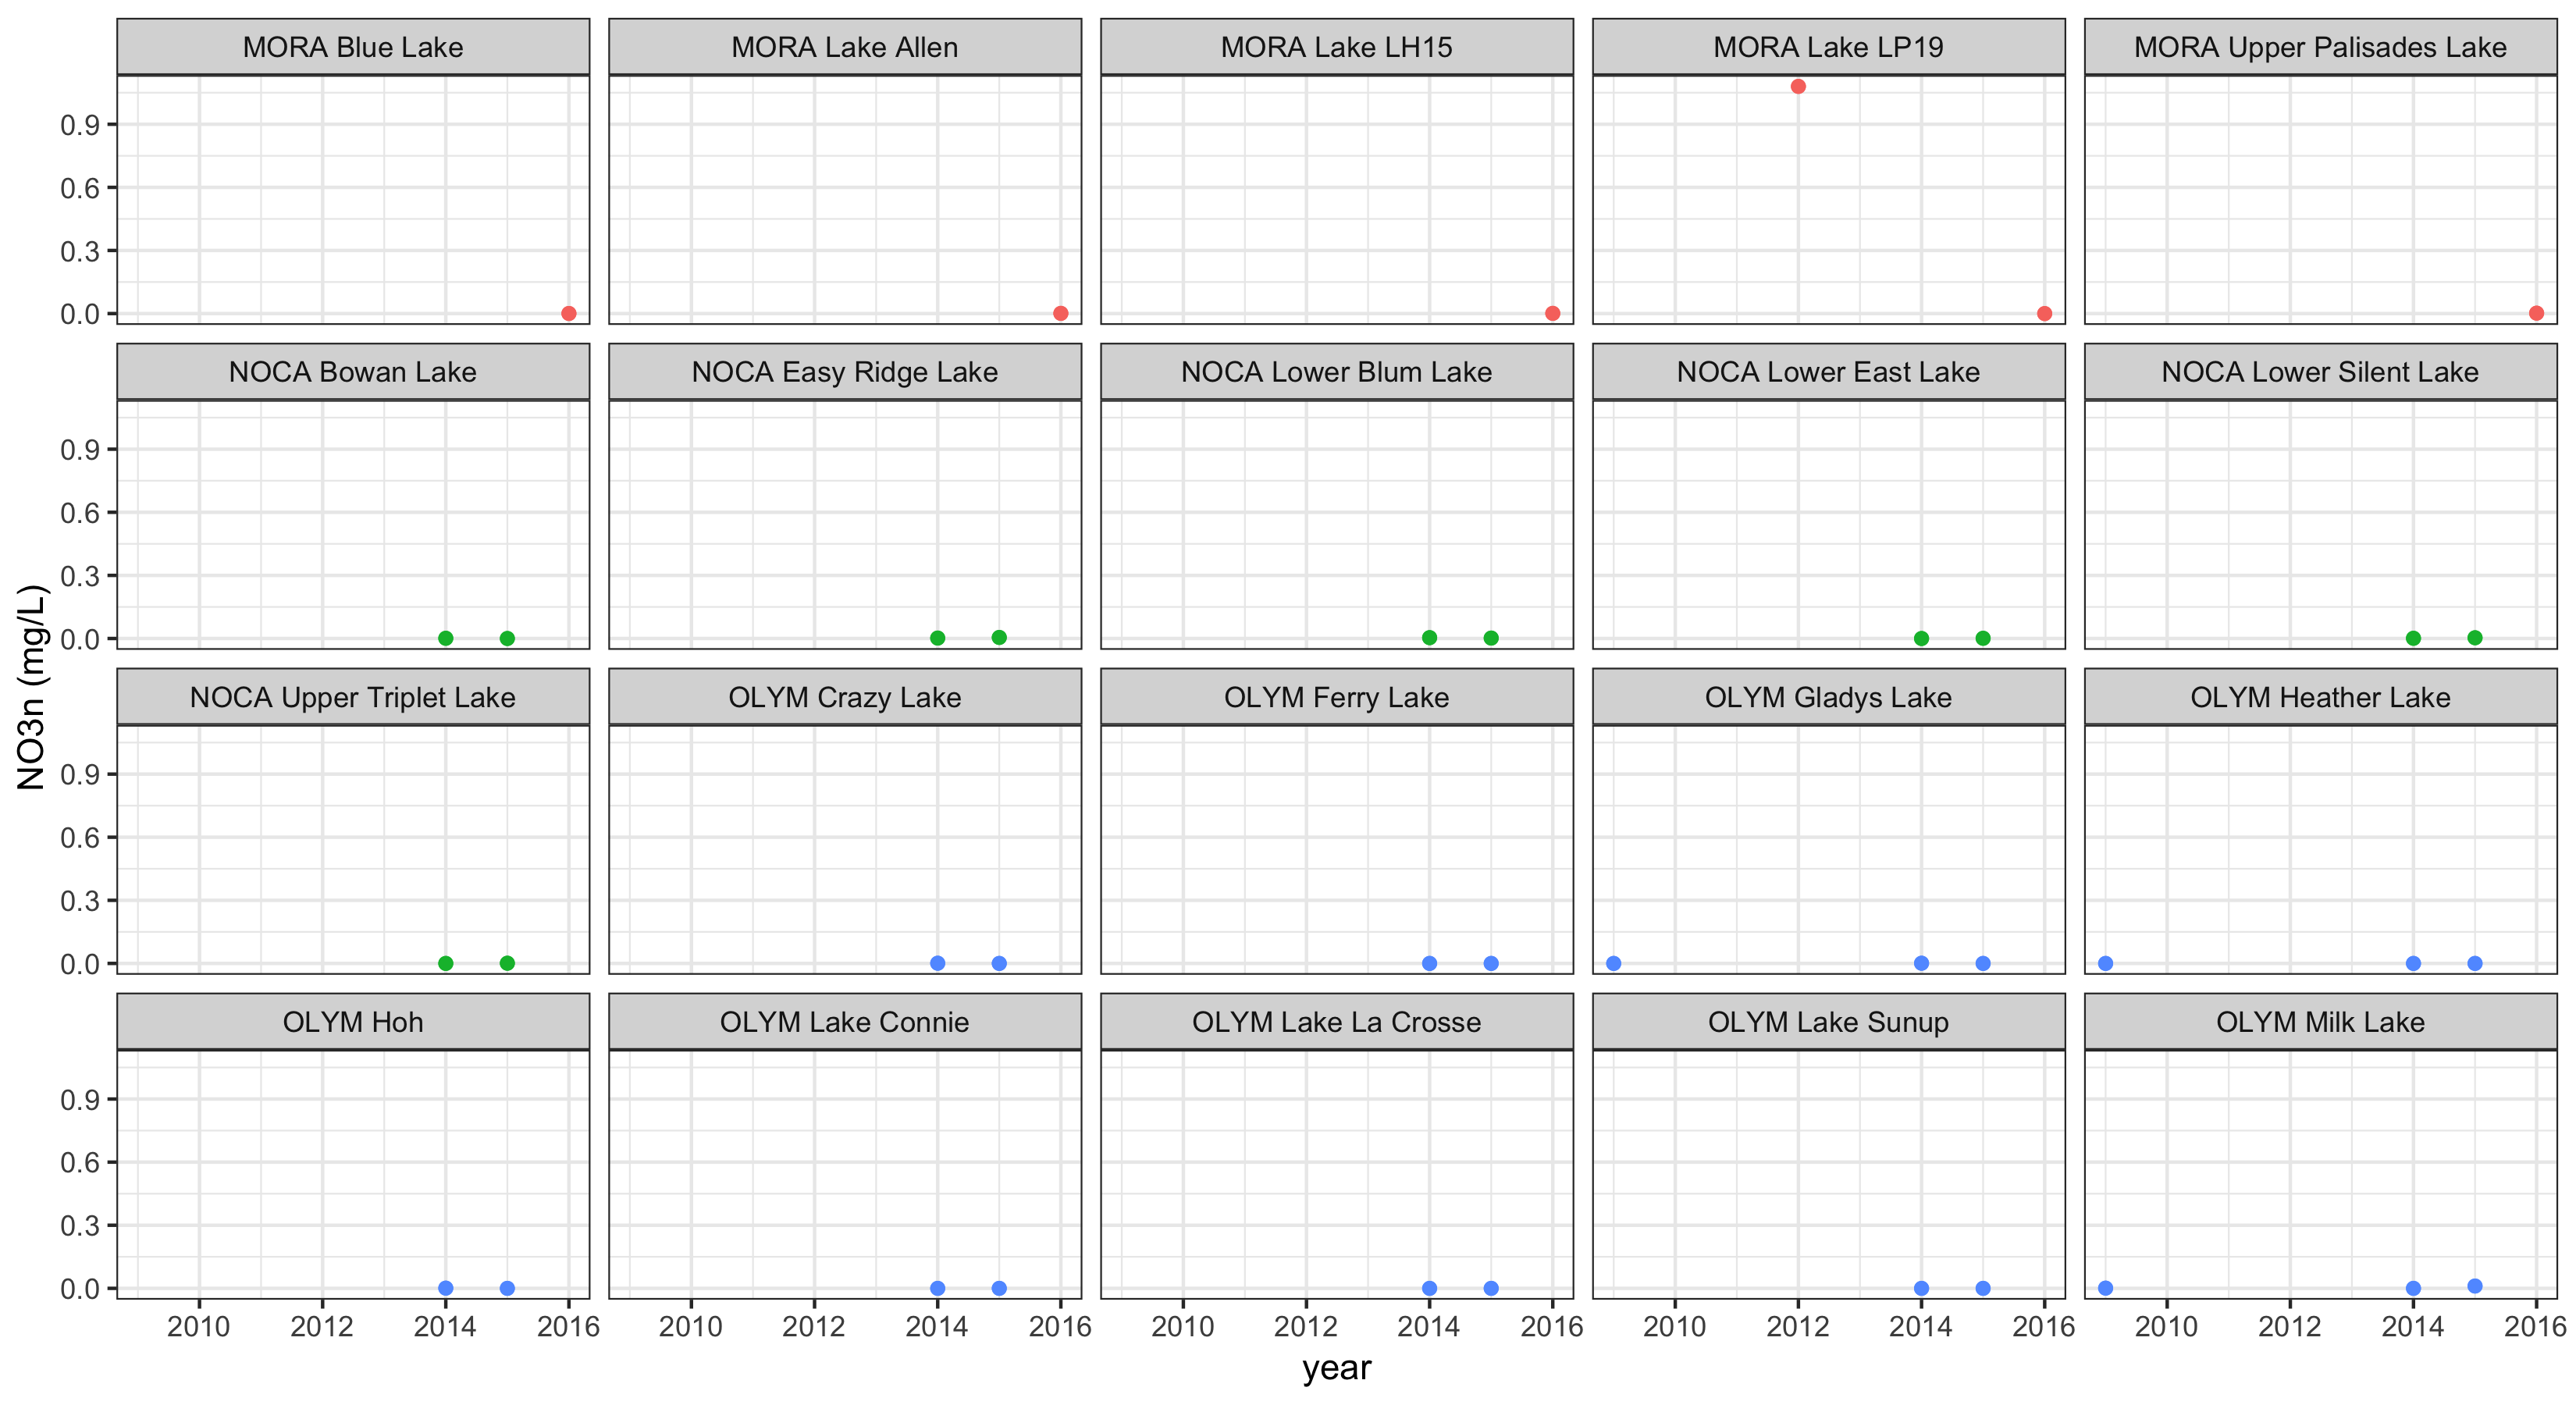 MORA Blue Lake MORA Lake Allen MORA Lake LH15 MORA Lake LP19 MORA Upper Palisades Lake
0.9
0.6
0.3
0.0
NOCA Bowan Lake NOCA Easy Ridge Lake NOCA Lower Blum Lake NOCA Lower East Lake NOCA Lower Silent Lake
0.9
0.6
0.3
0.0
NO3n (mg/L)
NOCA Upper Triplet Lake OLYM Crazy Lake OLYM Ferry Lake OLYM Gladys Lake OLYM Heather Lake
0.9
0.6
0.3
0.0
OLYM Hoh OLYM Lake Connie OLYM Lake La Crosse OLYM Lake Sunup OLYM Milk Lake
0.9
0.6
0.3
0.0
2010 2012 2014 2016 2010 2012 2014 2016 2010 2012 2014 2016 2010 2012 2014 2016 2010 2012 2014 2016
year